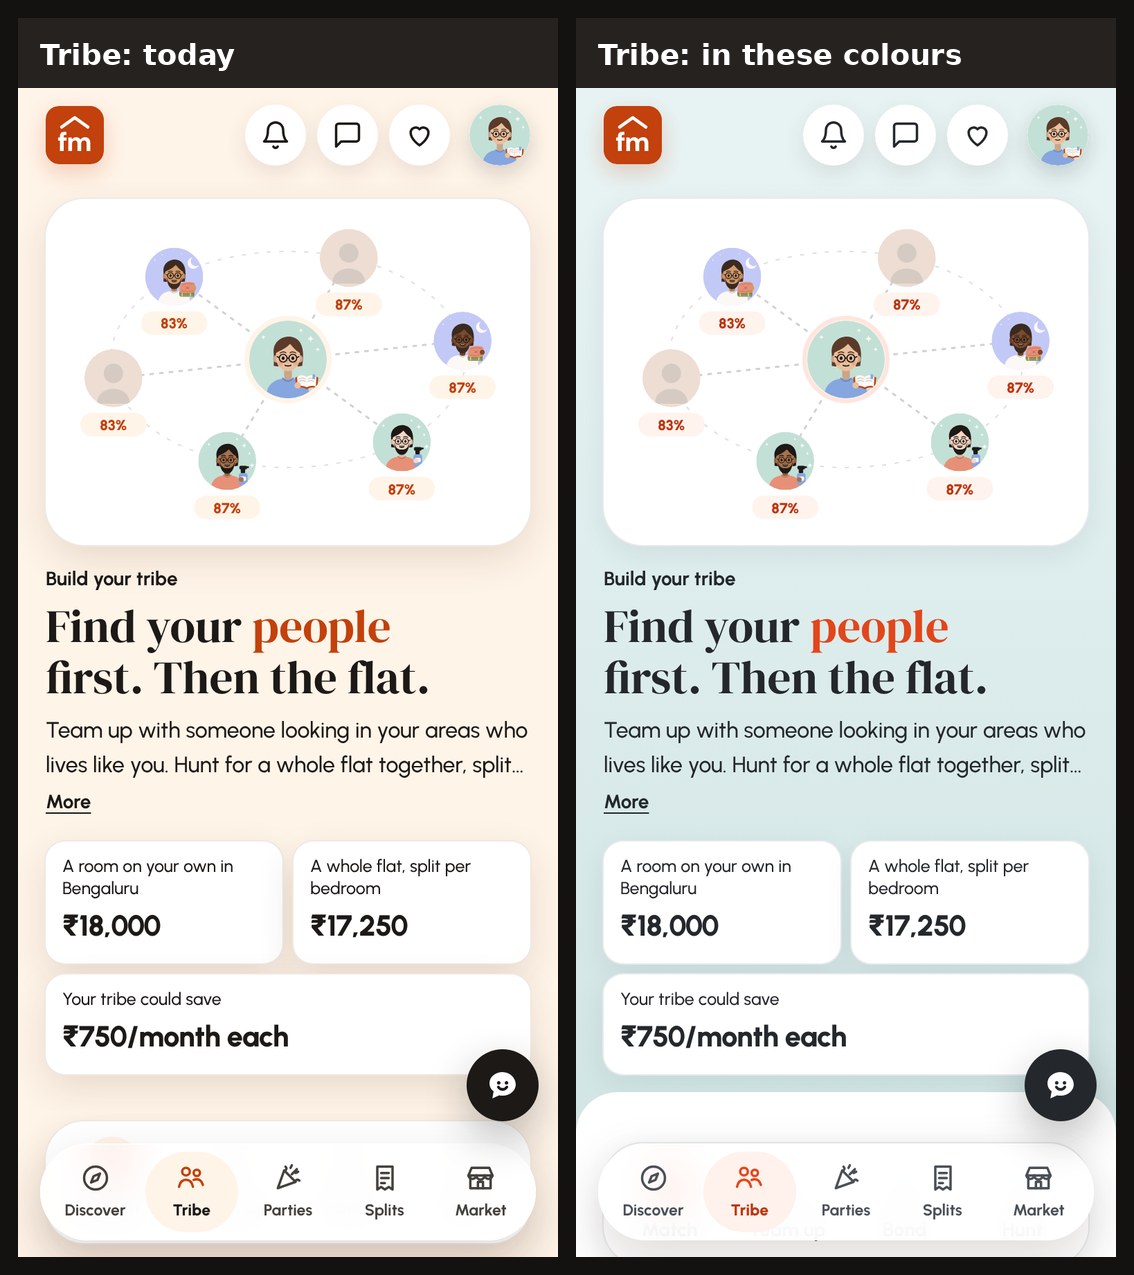 Tribe: today
fm
83%
87%
87%
83%
87%
87%
Build your tribe
Find your people
first. Then the flat.
Team up with someone looking in your areas who
lives like you. Hunt for a whole flat together, split...
More
A room on your own in
Bengaluru
₹18,000
A whole flat, split per
bedroom
₹17,250
Your tribe could save
₹750/month each
Discover
Tribe
Parties
Splits
Market
Tribe: in these colours
fm
83%
87%
87%
83%
87%
87%
Build your tribe
Find your people
first. Then the flat.
Team up with someone looking in your areas who
lives like you. Hunt for a whole flat together, split...
More
A room on your own in
Bengaluru
₹18,000
A whole flat, split per
bedroom
₹17,250
Your tribe could save
₹750/month each
Discover
Tribe
Parties
Splits
Market
Match Team up Bond Hunt